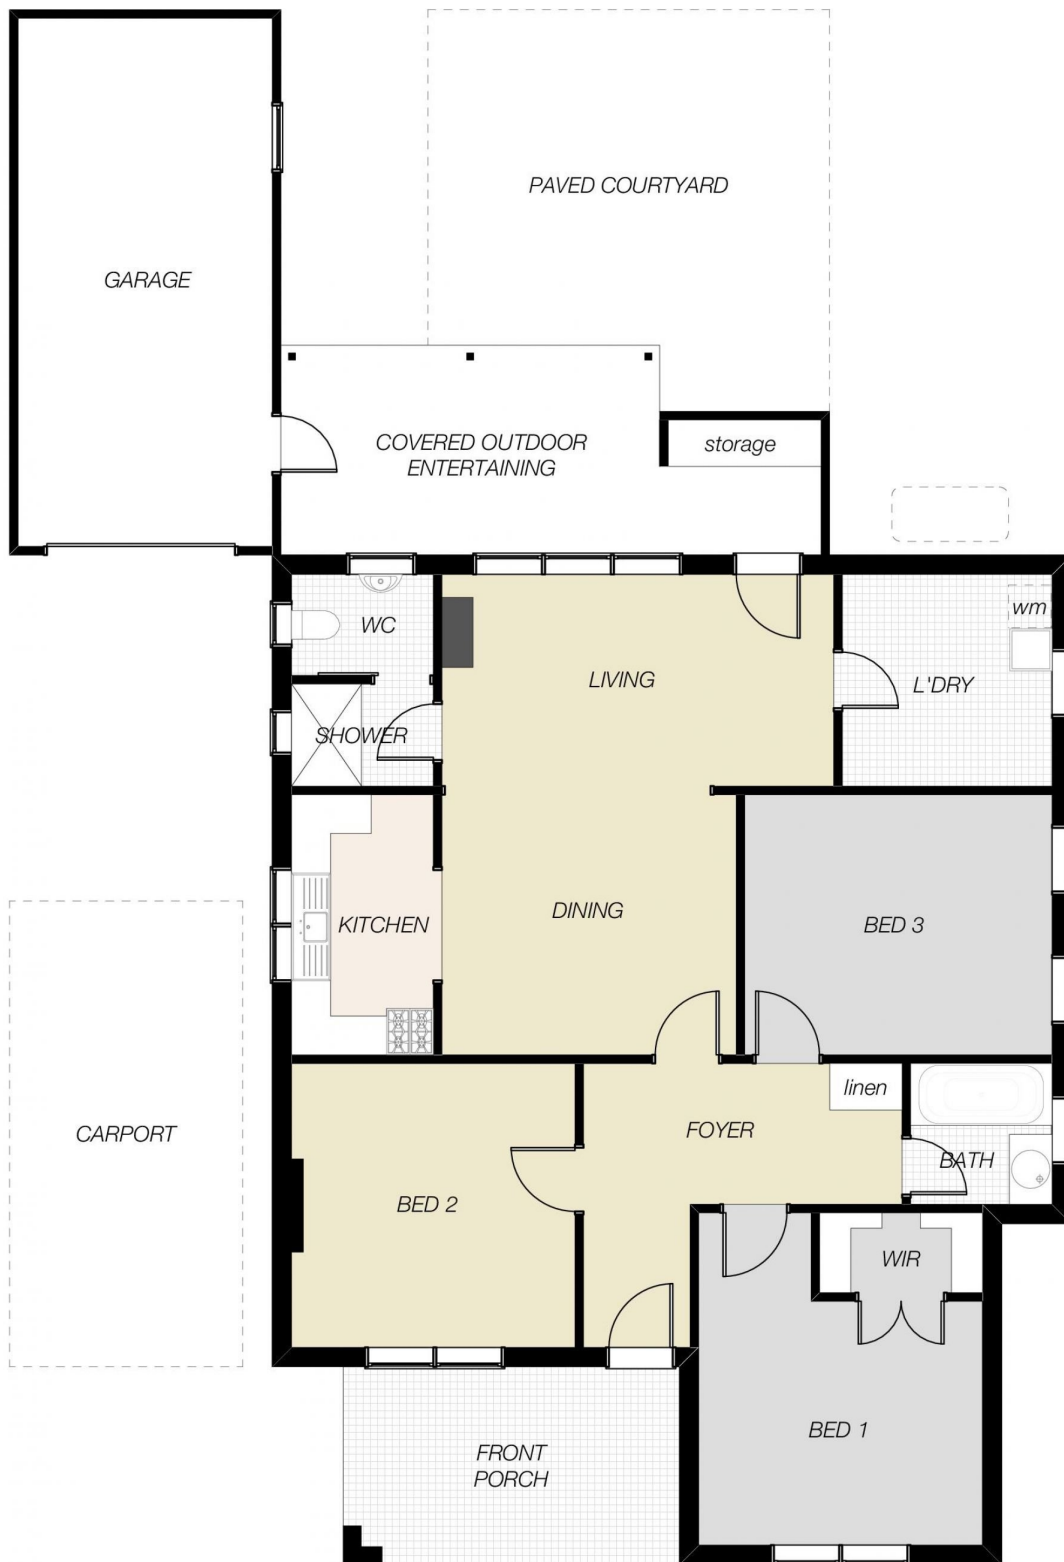 PAVED COURTYARD
GARAGE
COVERED OUTDOOR
ENTERTAINING
storage
WC
wm
LIVING
L'DRY
SHOWER
KITCHEN
DINING
BED 3
linen
CARPORT
FOYER
BATH
BED 2
WIR
BED 1
FRONT
PORCH